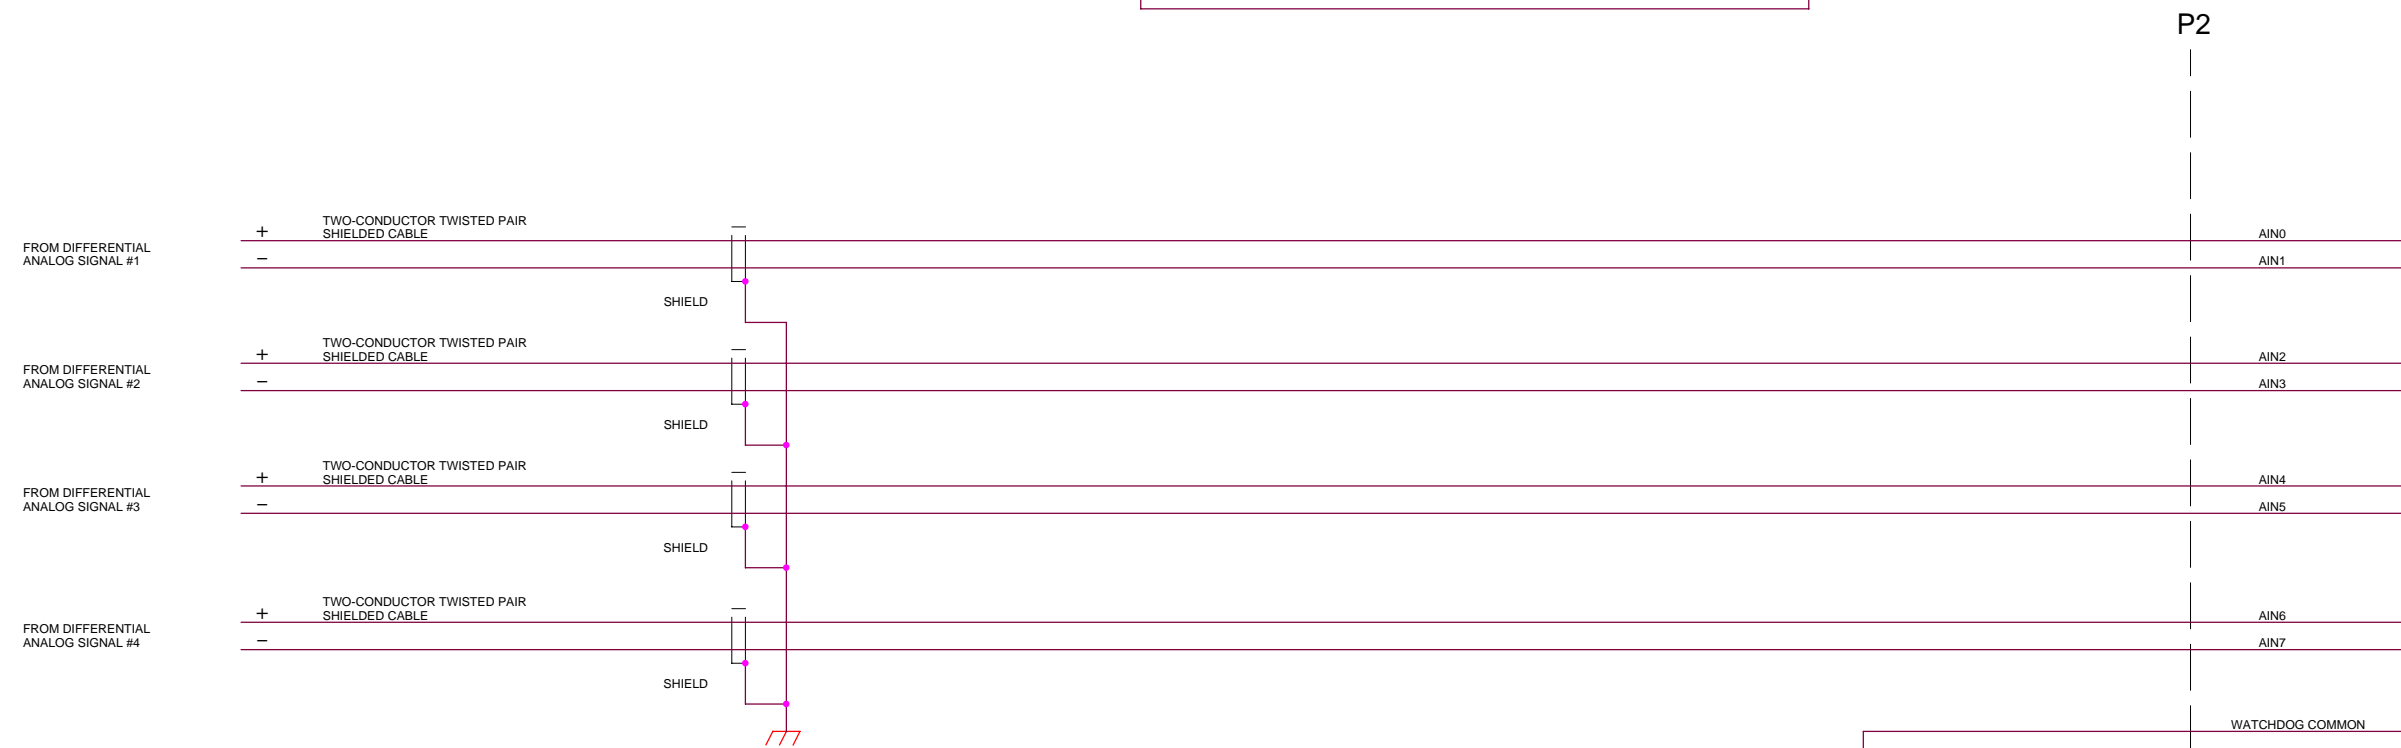 P2
TWO-CONDUCTOR TWISTED PAIR
SHIELDED CABLE
+
FROM DIFFERENTIAL
ANALOG SIGNAL #1
−
AIN0
AIN1
SHIELD
TWO-CONDUCTOR TWISTED PAIR
SHIELDED CABLE
+
FROM DIFFERENTIAL
ANALOG SIGNAL #2
−
AIN2
AIN3
SHIELD
TWO-CONDUCTOR TWISTED PAIR
SHIELDED CABLE
+
FROM DIFFERENTIAL
ANALOG SIGNAL #3
−
AIN4
AIN5
SHIELD
TWO-CONDUCTOR TWISTED PAIR
SHIELDED CABLE
+
FROM DIFFERENTIAL
ANALOG SIGNAL #4
−
AIN6
AIN7
SHIELD
WATCHDOG COMMON